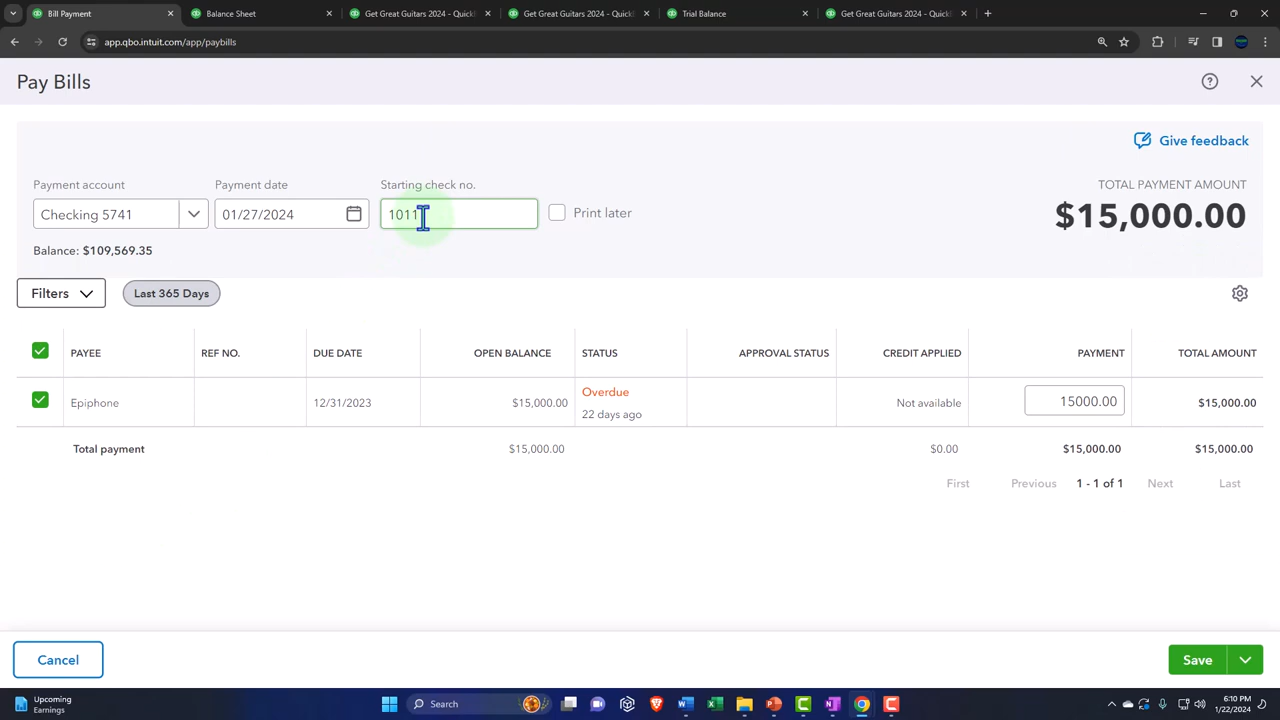 Bill Payment
Balance Sheet
Get Great Guitars 2024 - QuickB
Get Great Guitars 2024 - QuickB
Trial Balance
Get Great Guitars 2024 - QuickB
app.qbo.intuit.com/app/paybills
Pay Bills
Give feedback
Payment account
Payment date
Starting check no.
TOTAL PAYMENT AMOUNT
Checking 5741
01/27/2024
1011
Print later
$15,000.00
Balance: $109,569.35
Filters
Last 365 Days
PAYEE
REF NO.
DUE DATE
OPEN BALANCE
STATUS
APPROVAL STATUS
CREDIT APPLIED
PAYMENT
TOTAL AMOUNT
Epiphone
12/31/2023
$15,000.00
Overdue
22 days ago
Not available
15000.00
$15,000.00
Total payment
$15,000.00
$0.00
$15,000.00
$15,000.00
First
Previous
1 - 1 of 1
Next
Last
Cancel
Save
Upcoming
Earnings
Search
6:10 PM
1/22/2024